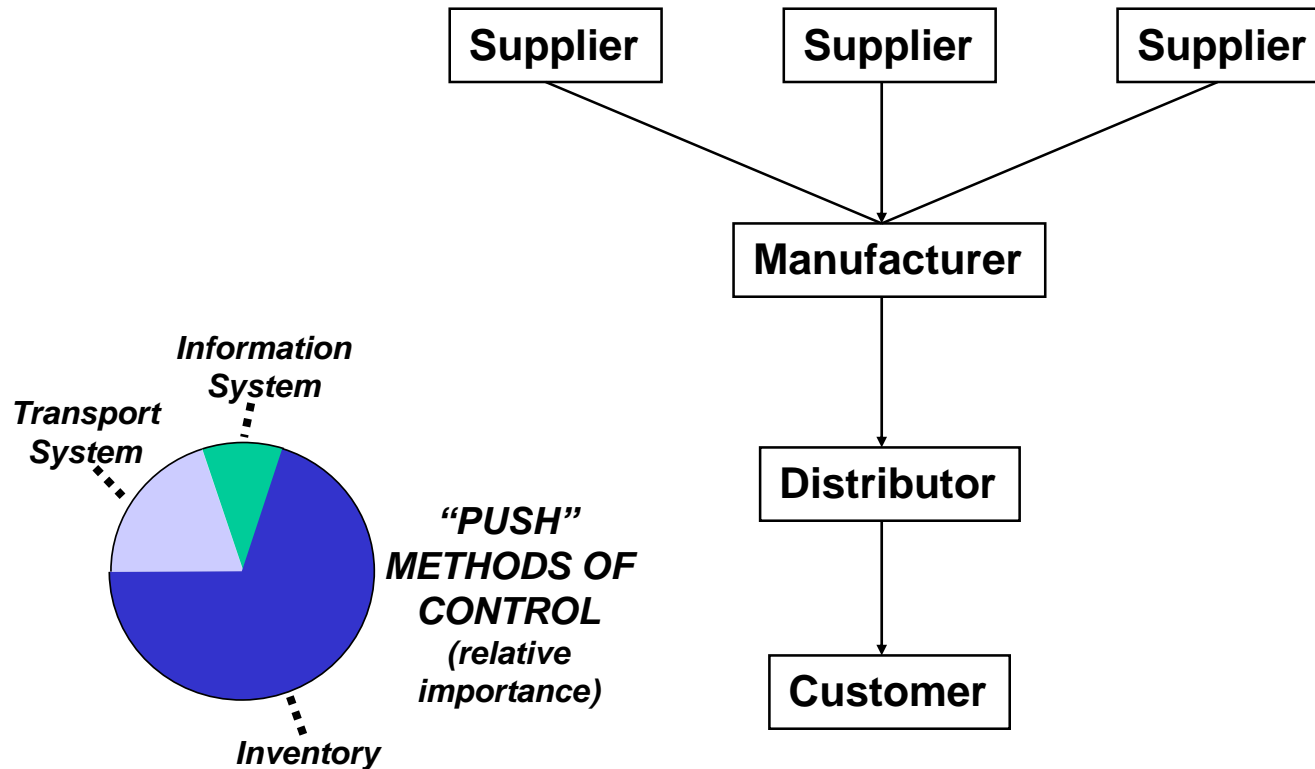 Supplier
Supplier
Supplier
Manufacturer
Information
System
Transport
System
Distributor
“PUSH”
METHODS OF
CONTROL
(relative
importance)
Customer
Inventory